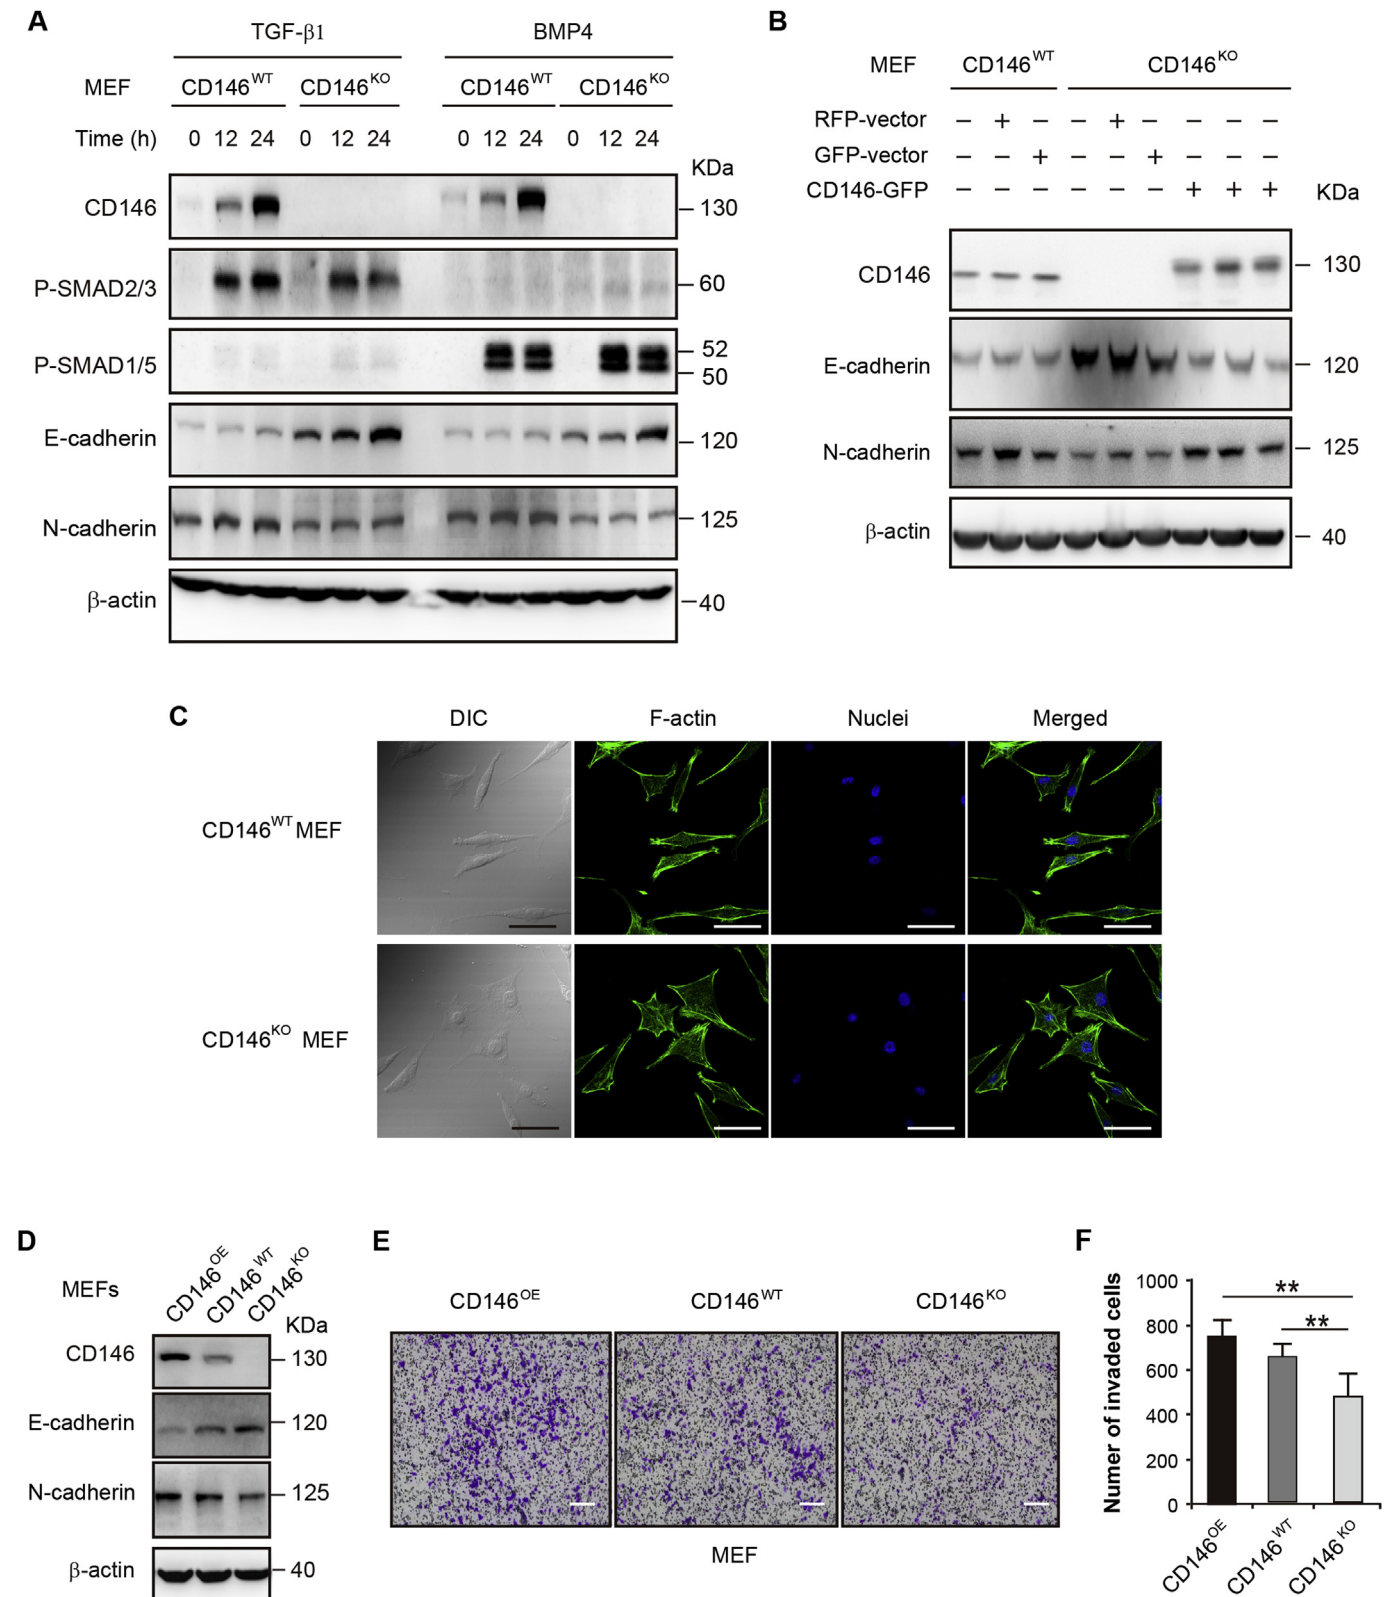 A
TGF-β1 BMP4
MEF CD146WT CD146KO CD146WT CD146KO
Time (h) 0 12 24 0 12 24 0 12 24 0 12 24
KDa
CD146 130
P-SMAD2/3 60
P-SMAD1/5 52
50
E-cadherin 120
N-cadherin 125
β-actin 40
B
MEF CD146WT CD146KO
RFP-vector − + − − + − − − −
GFP-vector − − + − − + − − −
CD146-GFP − − − − − − + + + KDa
CD146 130
E-cadherin 120
N-cadherin 125
β-actin 40
C
DIC F-actin Nuclei Merged
CD146WT MEF
CD146KO MEF
D
MEFs CD146OE CD146WT CD146KO
KDa
CD146 130
E-cadherin 120
N-cadherin 125
β-actin 40
E
CD146OE CD146WT CD146KO
MEF
F
Numer of invaded cells
1000
800
600
400
200
0
**
**
CD146OE CD146WT CD146KO